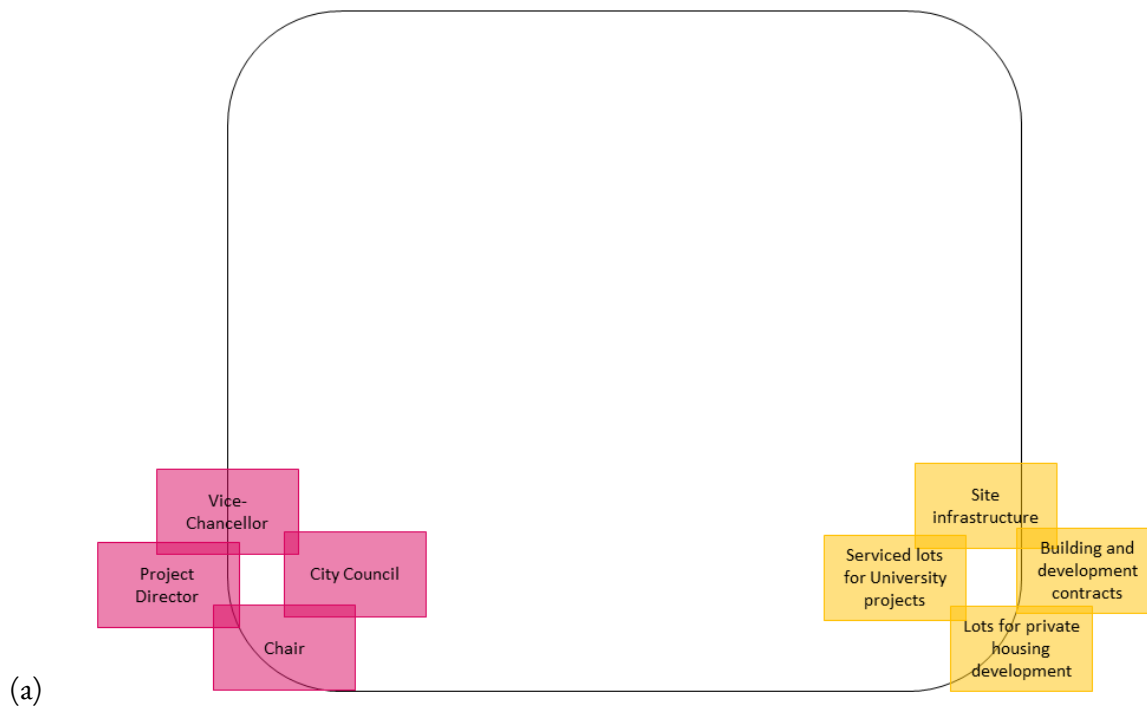 Vice-
Chancellor
Project
Director
City Council
Chair
Site
infrastructure
Serviced lots
for University
projects
Building and
development
contracts
Lots for private
housing
development
(a)